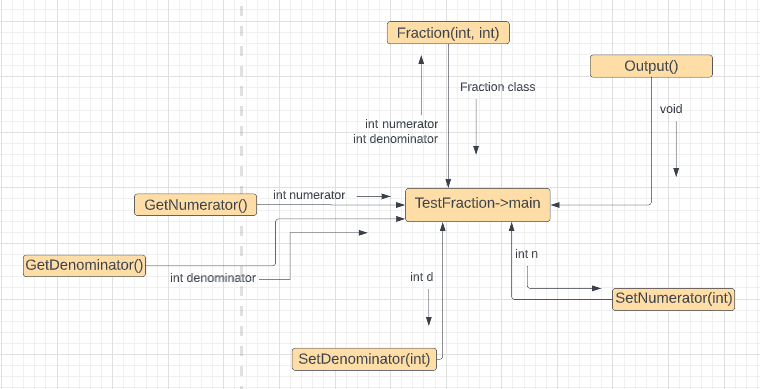 Fraction(int, int)
Output()
Fraction class
void
int numerator
int denominator
int numerator
TestFraction->main
GetNumerator()
int n
GetDenominator()
int denominator
int d
SetNumerator(int)
SetDenominator(int)